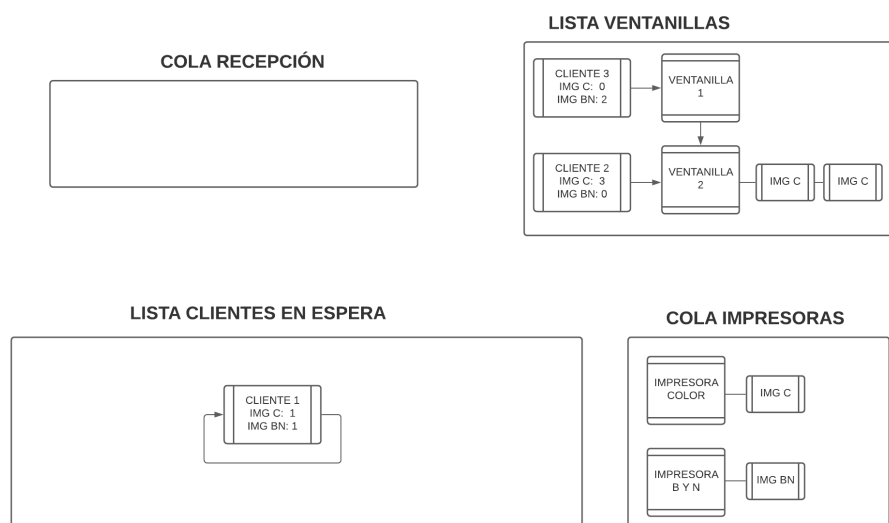 COLA RECEPCIÓN
LISTA VENTANILLAS
CLIENTE 3
IMG C:  0
IMG BN: 2
VENTANILLA
1
CLIENTE 2
IMG C:  3
IMG BN: 0
VENTANILLA
2
IMG C
IMG C
LISTA CLIENTES EN ESPERA
CLIENTE 1
IMG C:  1
IMG BN: 1
COLA IMPRESORAS
IMPRESORA
COLOR
IMG C
IMPRESORA
B Y N
IMG BN